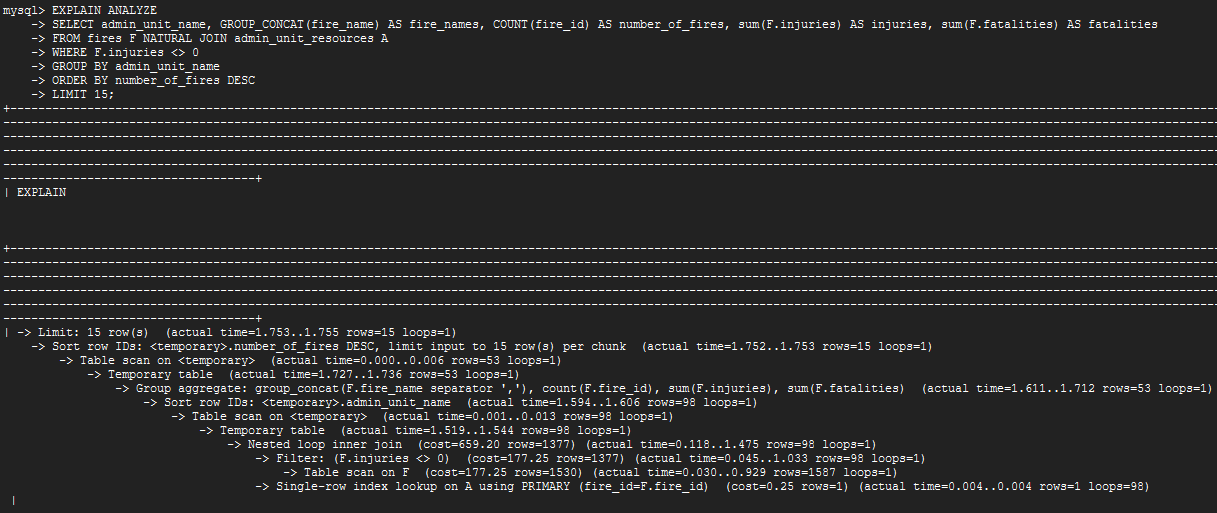 mysql> EXPLAIN ANALYZE
    -> SELECT admin_unit_name, GROUP_CONCAT(fire_name) AS fire_names, COUNT(fire_id) AS number_of_fires, sum(F.injuries) AS injuries, sum(F.fatalities) AS fatalities
    -> FROM fires F NATURAL JOIN admin_unit_resources A
    -> WHERE F.injuries <> 0
    -> GROUP BY admin_unit_name
    -> ORDER BY number_of_fires DESC
    -> LIMIT 15;
| EXPLAIN
| -> Limit: 15 row(s)  (actual time=1.753..1.755 rows=15 loops=1)
    -> Sort row IDs: <temporary>.number_of_fires DESC, limit input to 15 row(s) per chunk  (actual time=1.752..1.753 rows=15 loops=1)
        -> Table scan on <temporary>  (actual time=0.000..0.006 rows=53 loops=1)
            -> Temporary table  (actual time=1.727..1.736 rows=53 loops=1)
                -> Group aggregate: group_concat(F.fire_name separator ','), count(F.fire_id), sum(F.injuries), sum(F.fatalities)  (actual time=1.611..1.712 rows=53 loops=1)
                    -> Sort row IDs: <temporary>.admin_unit_name  (actual time=1.594..1.606 rows=98 loops=1)
                        -> Table scan on <temporary>  (actual time=0.001..0.013 rows=98 loops=1)
                            -> Temporary table  (actual time=1.519..1.544 rows=98 loops=1)
                                -> Nested loop inner join  (cost=659.20 rows=1377) (actual time=0.118..1.475 rows=98 loops=1)
                                    -> Filter: (F.injuries <> 0)  (cost=177.25 rows=1377) (actual time=0.045..1.033 rows=98 loops=1)
                                        -> Table scan on F  (cost=177.25 rows=1530) (actual time=0.030..0.929 rows=1587 loops=1)
                                    -> Single-row index lookup on A using PRIMARY (fire_id=F.fire_id)  (cost=0.25 rows=1) (actual time=0.004..0.004 rows=1 loops=98)
 |